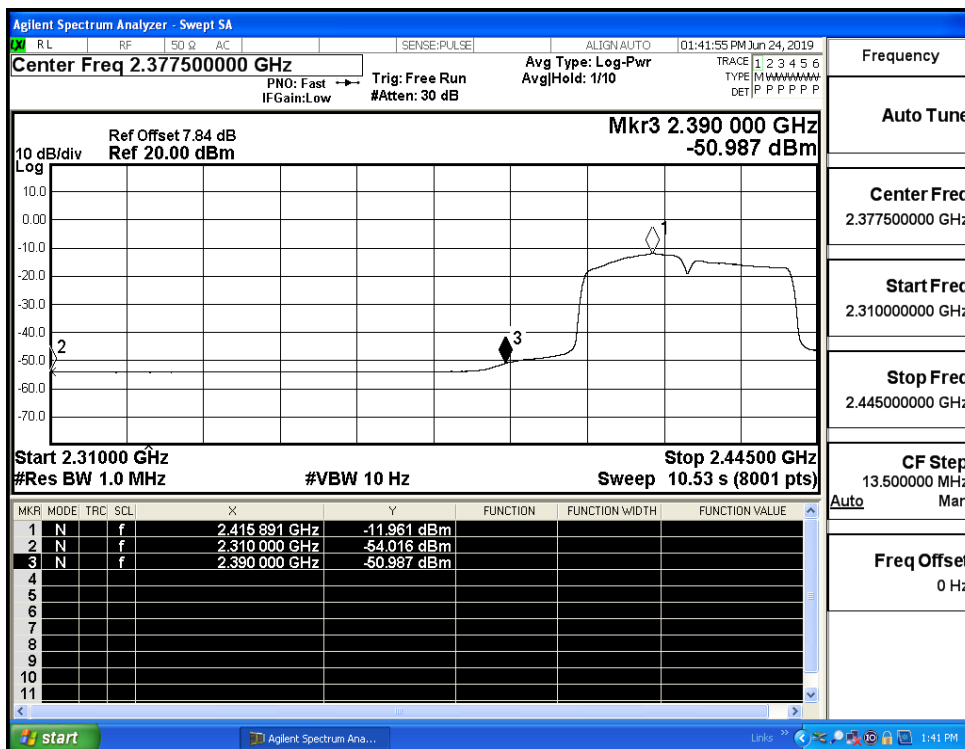 Agilent Spectrum Analyzer - Swept SA
LXI RL RF 50 Ω AC SENSE:PULSE ALIGN AUTO 01:41:55 PM Jun 24, 2019
Center Freq 2.377500000 GHz
PNO: Fast
IFGain:Low
Trig: Free Run
#Atten: 30 dB
Avg Type: Log-Pwr
Avg|Hold: 1/10
TRACE 1 2 3 4 5 6
TYPE M WWWWW
DET P P P P P P
Ref Offset 7.84 dB
10 dB/div Ref 20.00 dBm
Log
Mkr3 2.390 000 GHz
-50.987 dBm
10.0
0.00
-10.0
-20.0
-30.0
-40.0
-50.0
-60.0
-70.0
1
2
3
Start 2.31000 GHz Stop 2.44500 GHz
#Res BW 1.0 MHz #VBW 10 Hz Sweep 10.53 s (8001 pts)
MKR MODE TRC SCL X Y FUNCTION FUNCTION WIDTH FUNCTION VALUE
1 N f 2.415 891 GHz -11.961 dBm
2 N f 2.310 000 GHz -54.016 dBm
3 N f 2.390 000 GHz -50.987 dBm
4
5
6
7
8
9
10
11
Frequency
Auto Tune
Center Freq
2.377500000 GHz
Start Freq
2.310000000 GHz
Stop Freq
2.445000000 GHz
CF Step
13.500000 MHz
Auto Man
Freq Offset
0 Hz
start Agilent Spectrum Ana... Links 1:41 PM